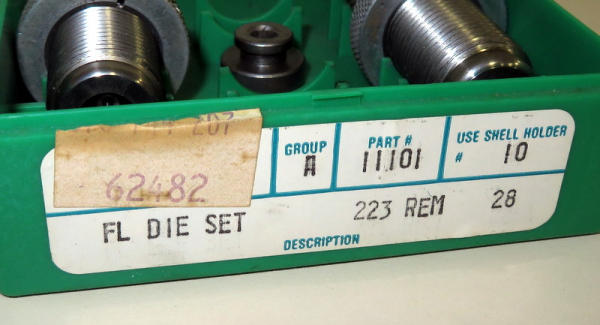 62482
GROUP
A
PART #
11101
USE SHELL HOLDER
# 10
FL DIE SET 223 REM 28
DESCRIPTION